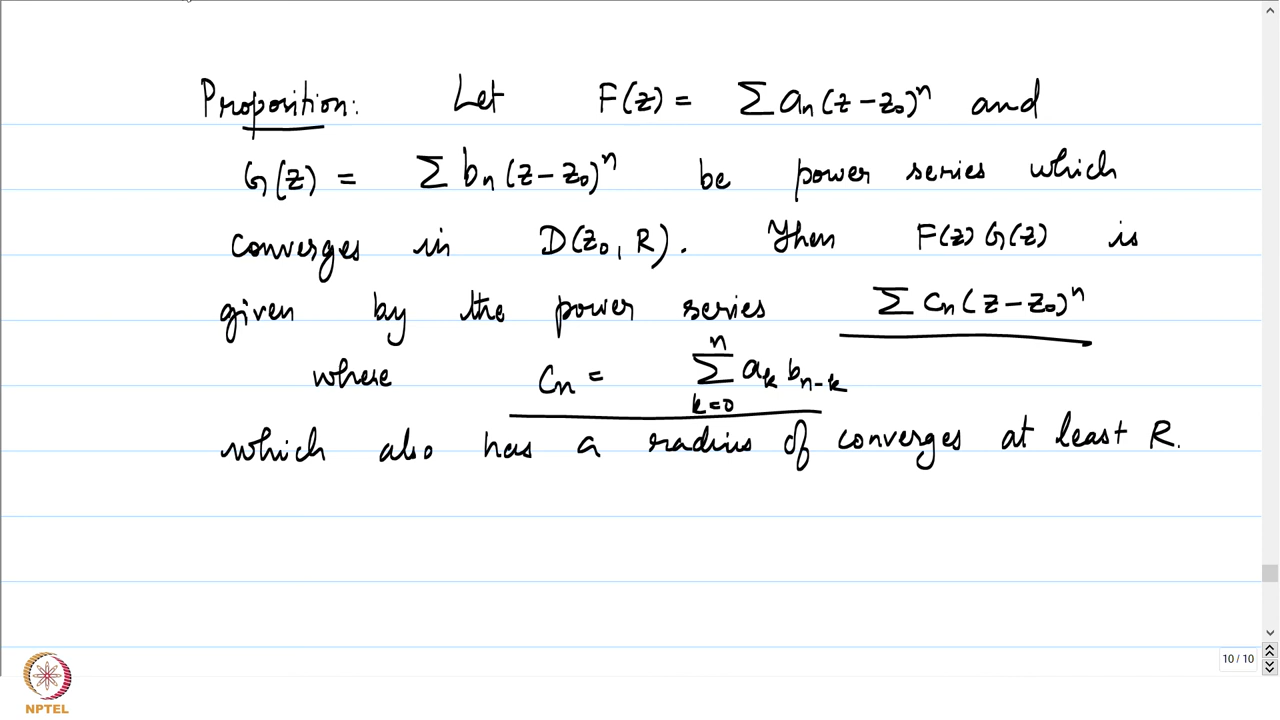 Proposition: Let F(z) = Σ aₙ(z-z₀)ⁿ and
G(z) = Σ bₙ(z-z₀)ⁿ be power series which
converges in D(z₀, R). Then F(z) G(z) is
given by the power series Σ cₙ(z-z₀)ⁿ
where cₙ = Σₖ₌₀ⁿ aₖ bₙ₋ₖ
which also has a radius of converges at least R.
10 / 10
NPTEL